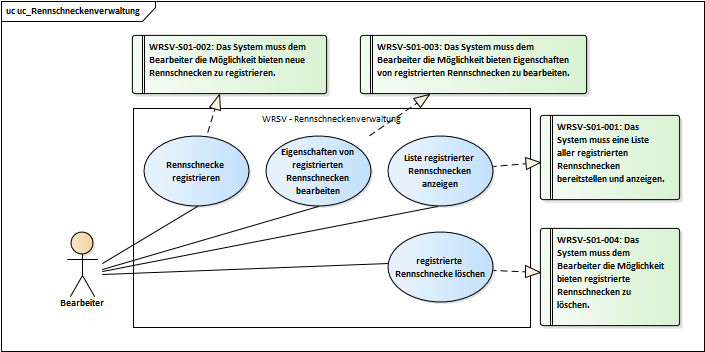 uc uc_Rennschneckenverwaltung
WRSV-S01-002: Das System muss dem
Bearbeiter die Möglichkeit bieten neue
Rennschnecken zu registrieren.
WRSV-S01-003: Das System muss dem
Bearbeiter die Möglichkeit bieten Eigenschaften
von registrierten Rennschnecken zu bearbeiten.
WRSV - Rennschneckenverwaltung
Rennschnecke
registrieren
Eigenschaften von
registrierten
Rennschnecken
bearbeiten
Liste registrierter
Rennschnecken
anzeigen
WRSV-S01-001: Das
System muss eine Liste
aller registrierten
Rennschnecken
bereitstellen und anzeigen.
registrierte
Rennschnecke löschen
WRSV-S01-004: Das
System muss dem
Bearbeiter die Möglichkeit
bieten registrierte
Rennschnecken zu
löschen.
Bearbeiter